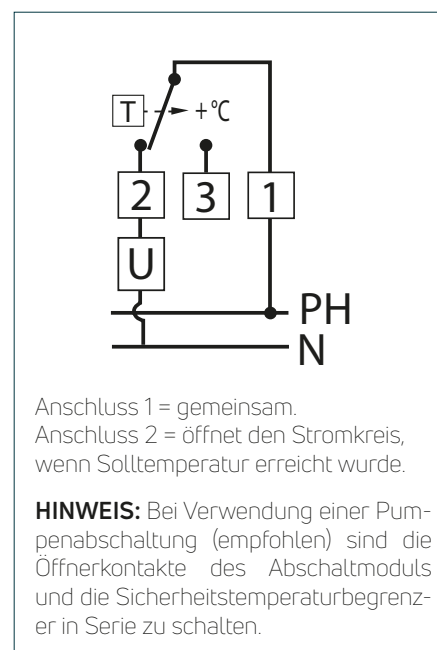 T
+ °C
2
3
1
U
PH
N
Anschluss 1 = gemeinsam.
Anschluss 2 = öffnet den Stromkreis,
wenn Solltemperatur erreicht wurde.
HINWEIS: Bei Verwendung einer Pum-
penabschaltung (empfohlen) sind die
Öffnerkontakte des Abschaltmoduls
und die Sicherheitstemperaturbegrenz-
er in Serie zu schalten.